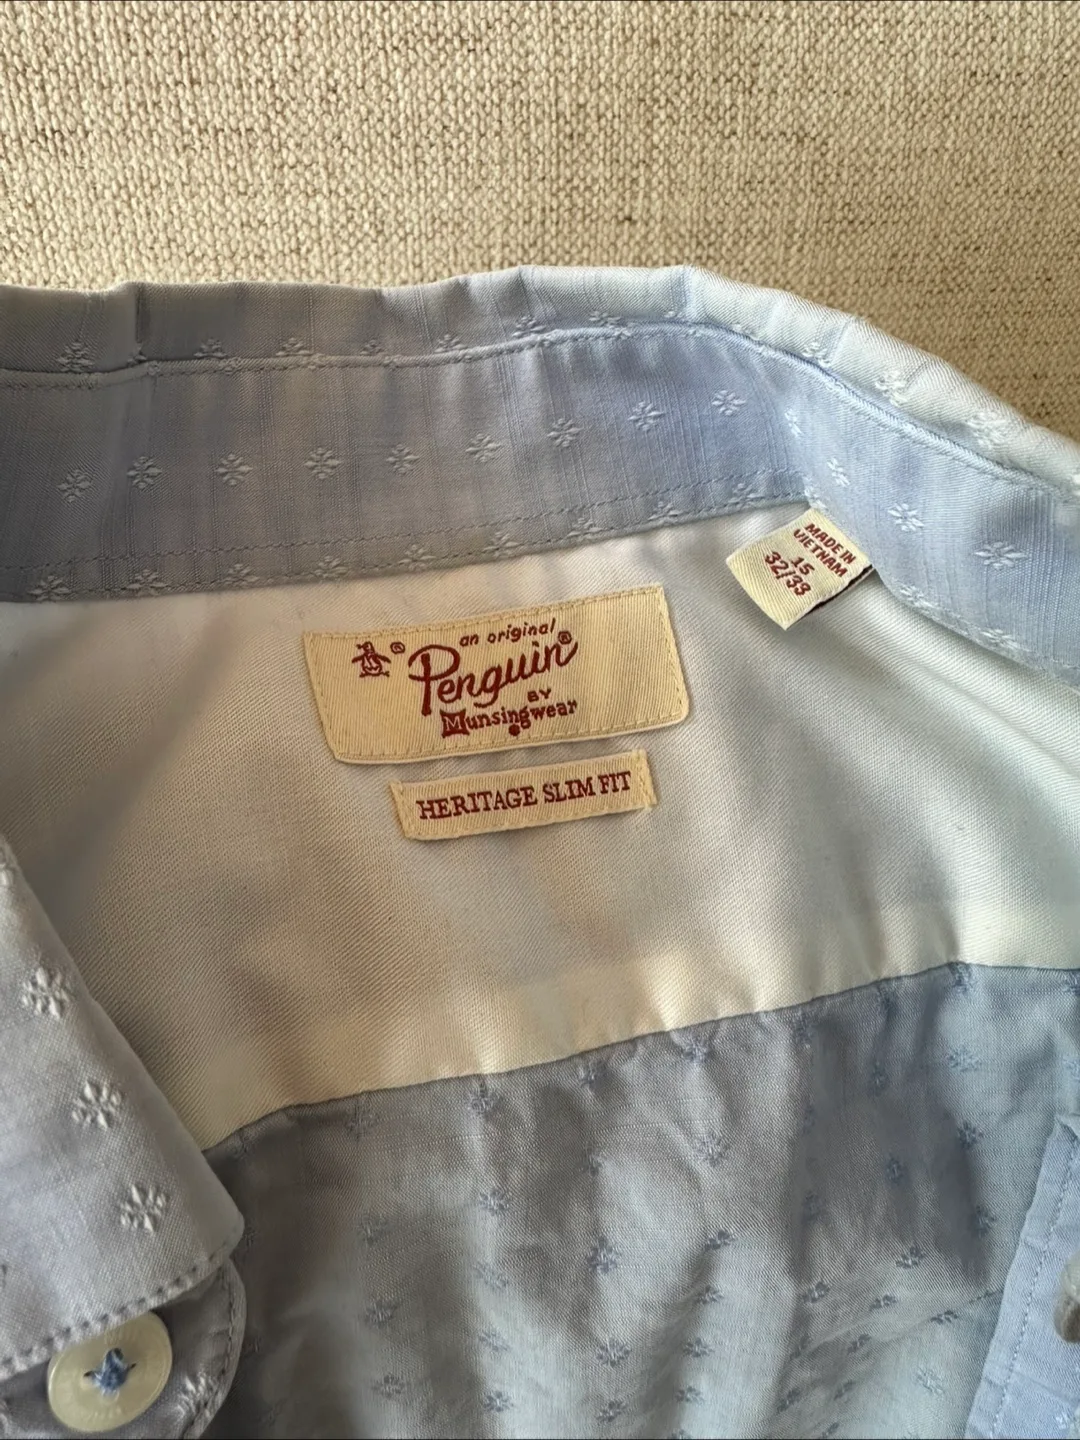 an original
Penguin®
BY
Munsingwear
HERITAGE SLIM FIT
MADE IN
VIETNAM
15
32/33